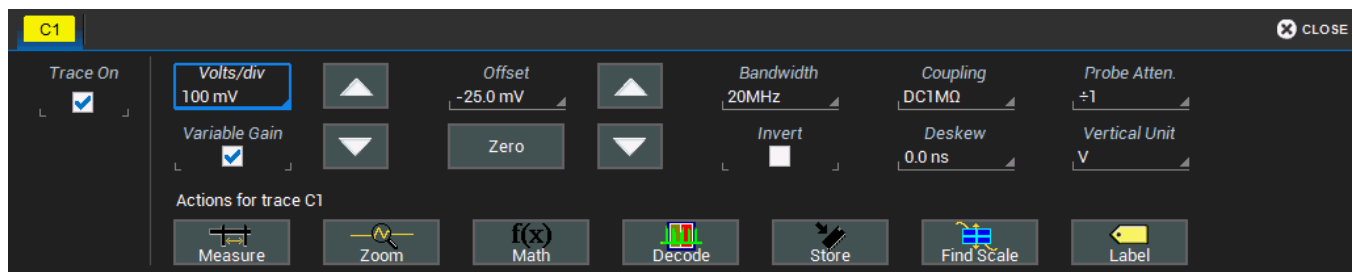 C1
CLOSE
Trace On
Volts/div
100 mV
Offset
-25.0 mV
Bandwidth
20MHz
Coupling
DC1MΩ
Probe Atten.
÷1
Variable Gain
Zero
Invert
Deskew
0.0 ns
Vertical Unit
V
Actions for trace C1
Measure
Zoom
f(x)
Math
Decode
Store
Find Scale
Label